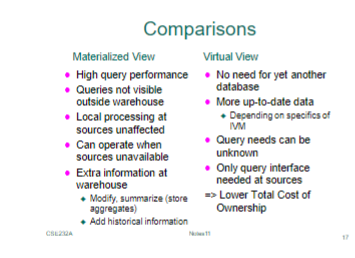 Comparisons
Materialized View
High query performance
Queries not visible
outside warehouse
Local processing at
sources unaffected
Can operate when
sources unavailable
Extra information at
warehouse
Modify, summarize (store
aggregates)
Add historical information
Virtual View
No need for yet another
database
More up-to-date data
Depending on specifics of
IVM
Query needs can be
unknown
Only query interface
needed at sources
=> Lower Total Cost of
Ownership
CSE232A
Notes11
17